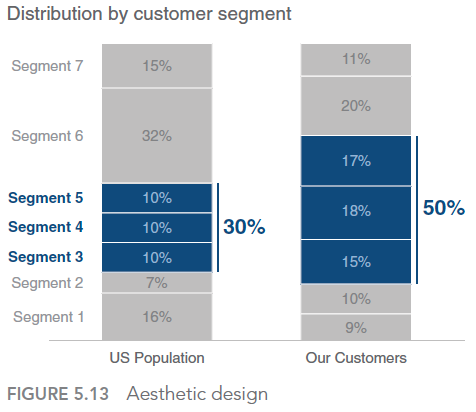 Distribution by customer segment
Segment 7 15% 11%
Segment 6 32% 20%
Segment 5 10% 17%
Segment 4 10% 30% 18% 50%
Segment 3 10% 15%
Segment 2 7% 10%
Segment 1 16% 9%
US Population Our Customers
FIGURE 5.13 Aesthetic design